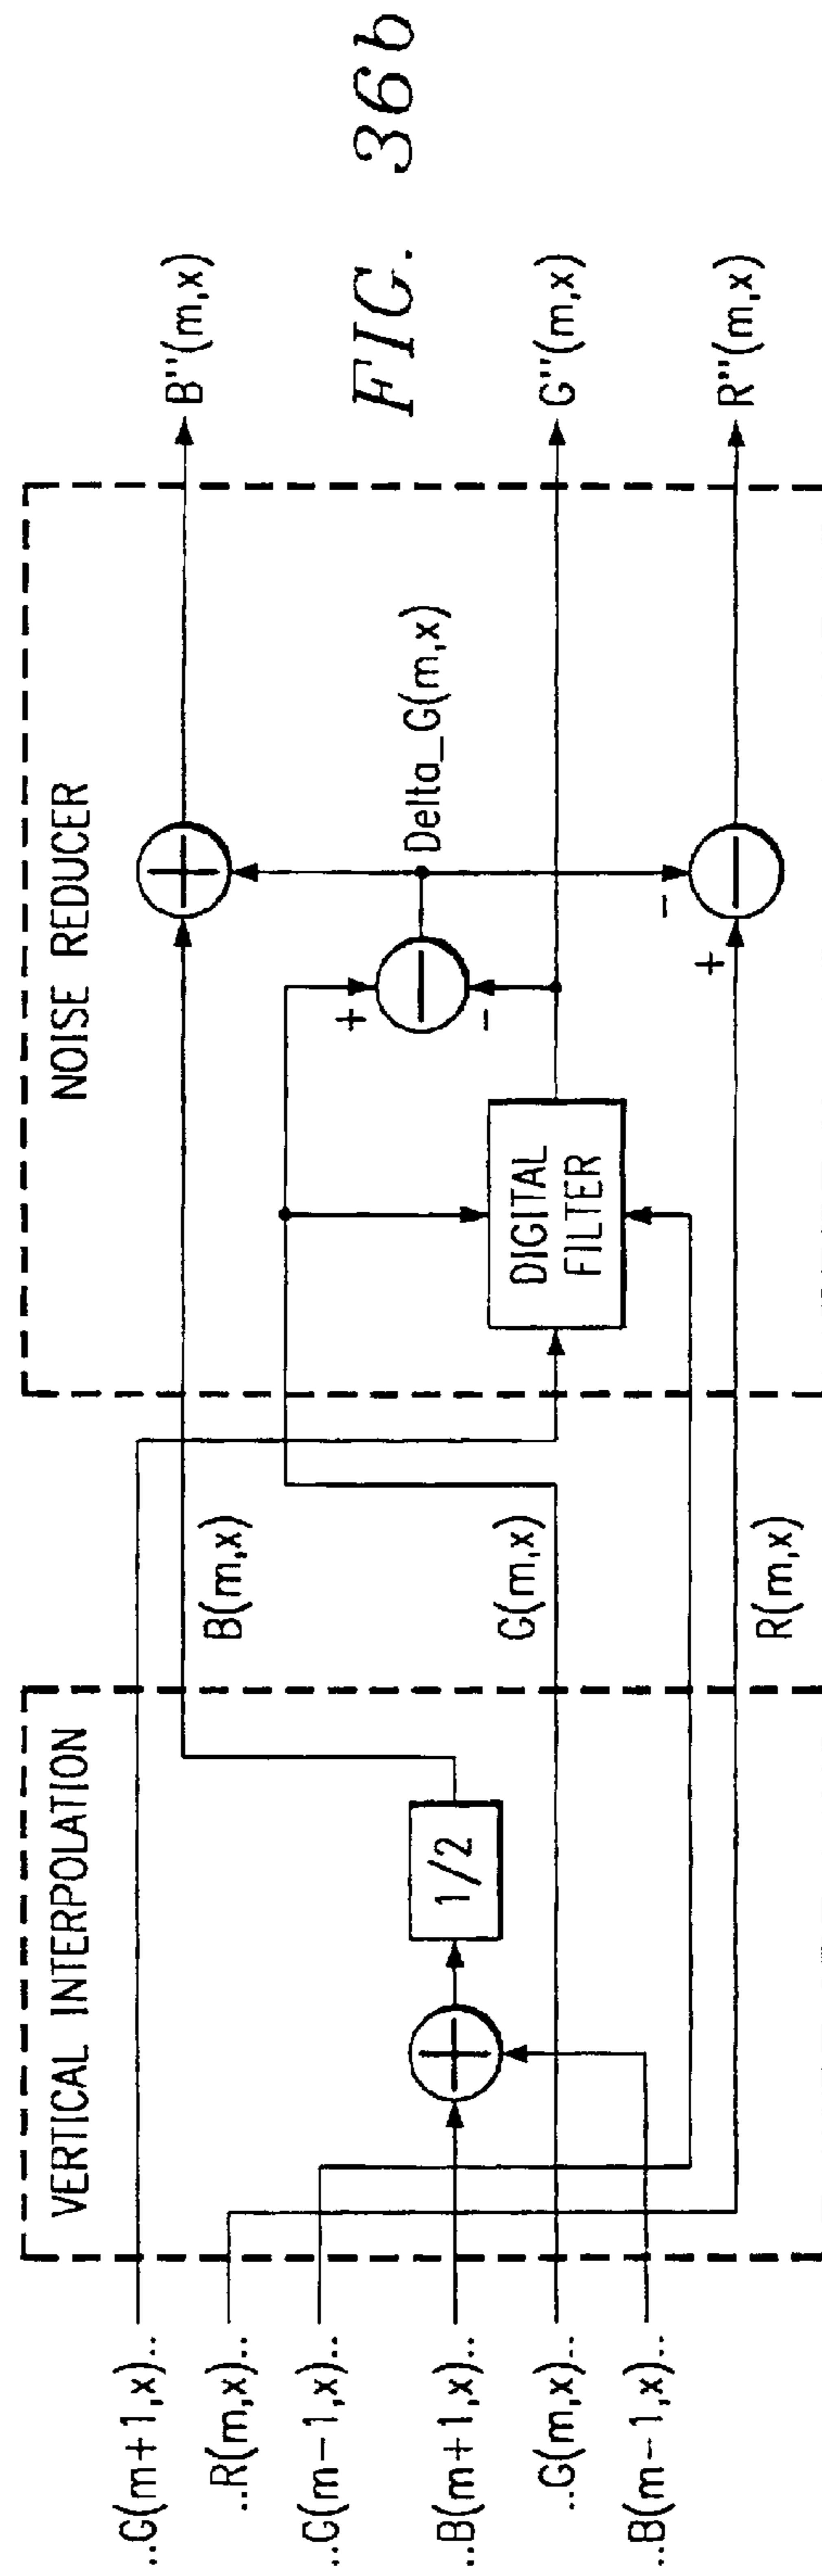 ..G(m+1,x)..
..R(m,x)..
..G(m−1,x)..
..B(m+1,x)..
..G(m,x)..
..B(m−1,x)..
VERTICAL INTERPOLATION
1/2
B(m,x)
G(m,x)
R(m,x)
NOISE REDUCER
DIGITAL
FILTER
+
-
+
-
Delta_G(m,x)
B''(m,x)
G''(m,x)
R''(m,x)
FIG. 36b